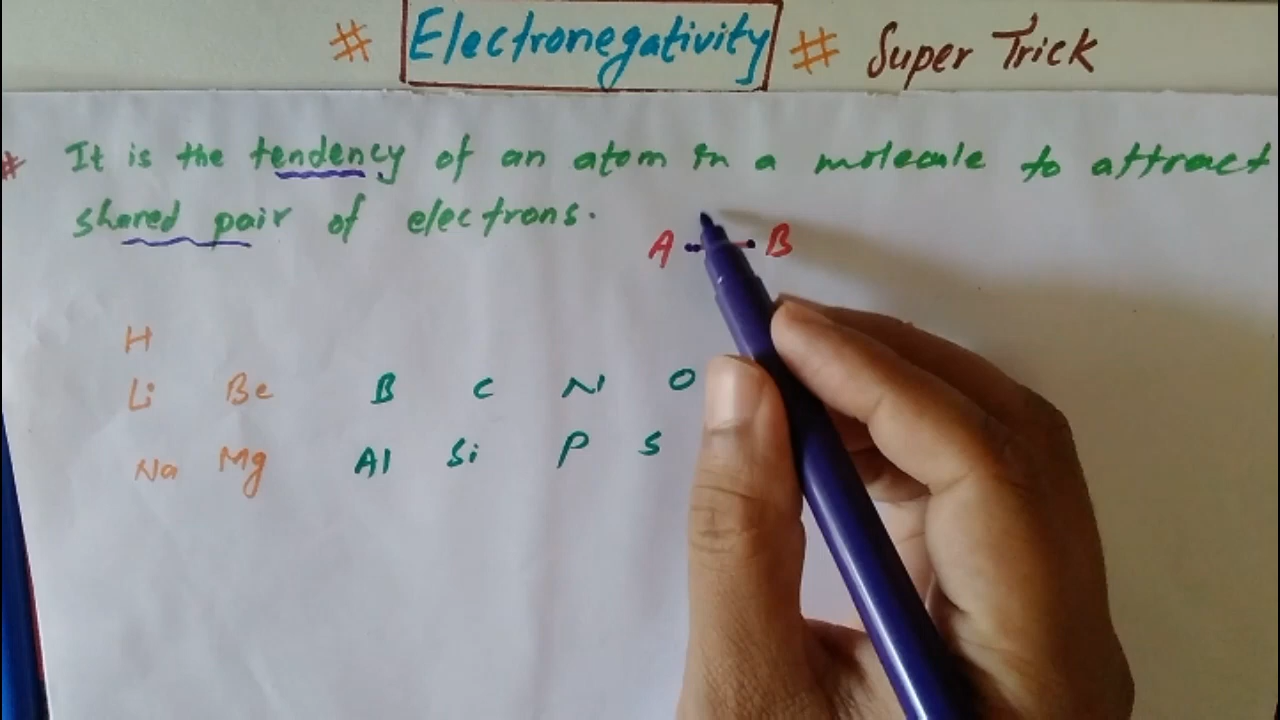 # Electronegativity # Super Trick
# It is the tendency of an atom in a molecule to attract
shared pair of electrons.
A B
H
Li Be B C N O
Na Mg Al Si P S